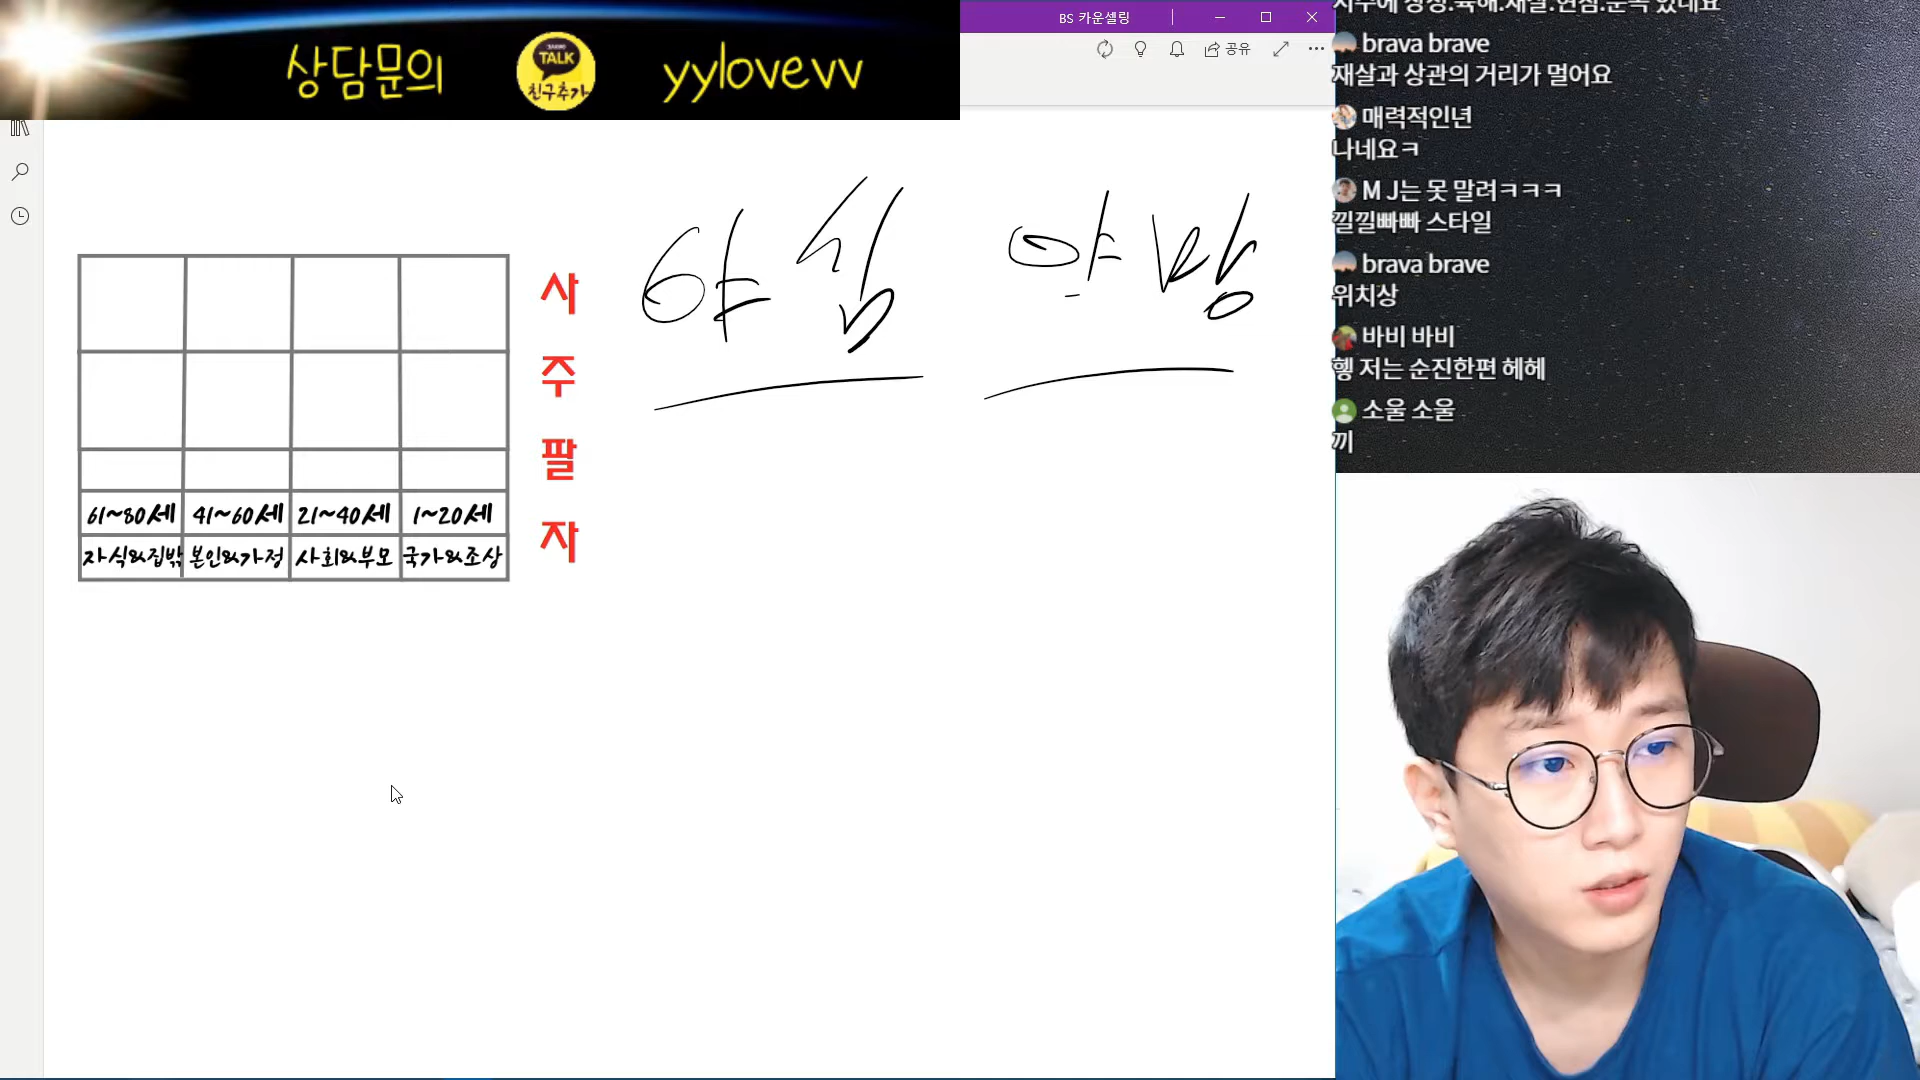 상담문의
TALK
친구추가
yylovevv
BS 카운셀링
공유
사
주
팔
자
야심 야망
61~80세 41~60세 21~40세 1~20세
자식&집밖 본인&가정 사회&부모 국가&조상
brava brave
재살과 상관의 거리가 멀어요
매력적인년
나네요ㅋ
M J는 못 말려ㅋㅋㅋ
낄낄빠빠 스타일
brava brave
위치상
바비 바비
헹 저는 순진한편 헤헤
소울 소울
끼